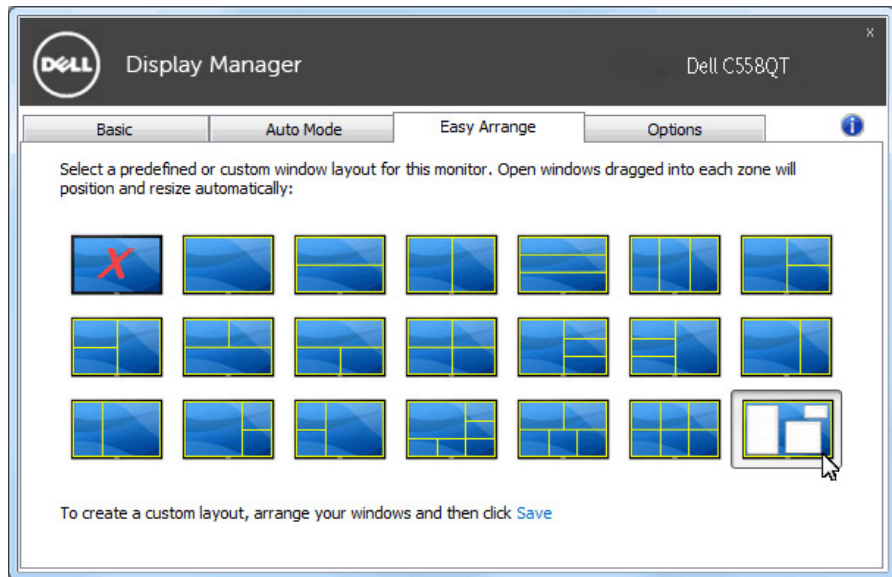 DELL Display Manager Dell C558QT x
Basic Auto Mode Easy Arrange Options i
Select a predefined or custom window layout for this monitor. Open windows dragged into each zone will
position and resize automatically:
X
To create a custom layout, arrange your windows and then click Save